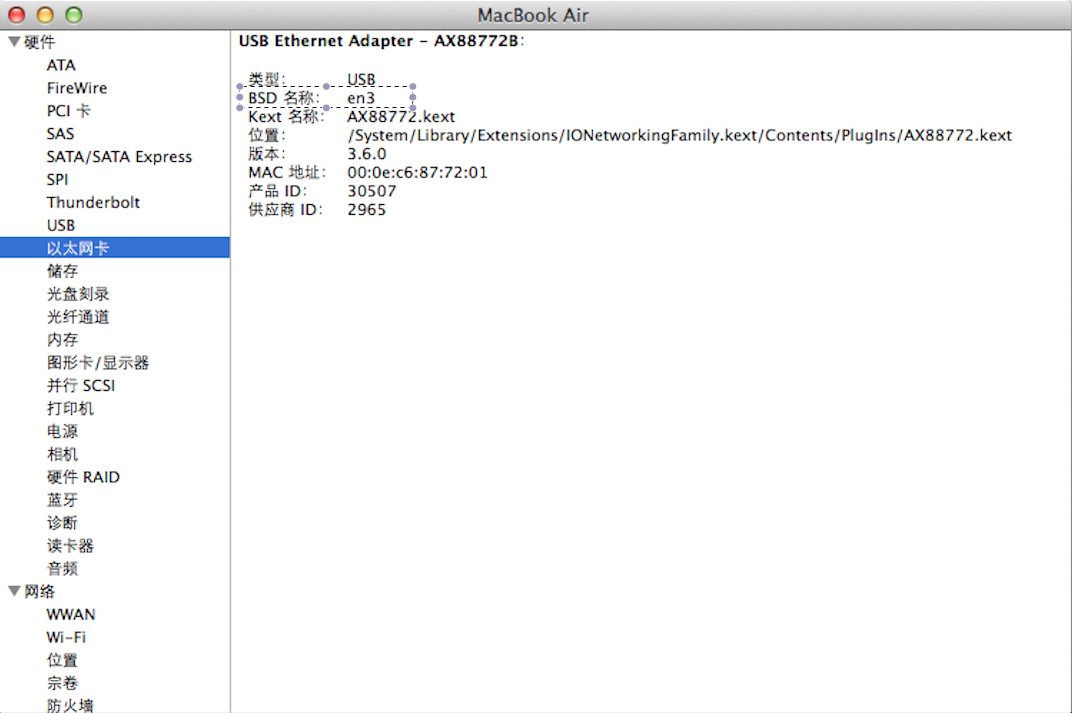 MacBook Air
硬件
ATA
FireWire
PCI 卡
SAS
SATA/SATA Express
SPI
Thunderbolt
USB
以太网卡
储存
光盘刻录
光纤通道
内存
图形卡/显示器
并行 SCSI
打印机
电源
相机
硬件 RAID
蓝牙
诊断
读卡器
音频
网络
WWAN
Wi-Fi
位置
宗卷
防火墙
USB Ethernet Adapter - AX88772B:
类型: USB
BSD 名称: en3
Kext 名称: AX88772.kext
位置: /System/Library/Extensions/IONetworkingFamily.kext/Contents/PlugIns/AX88772.kext
版本: 3.6.0
MAC 地址: 00:0e:c6:87:72:01
产品 ID: 30507
供应商 ID: 2965